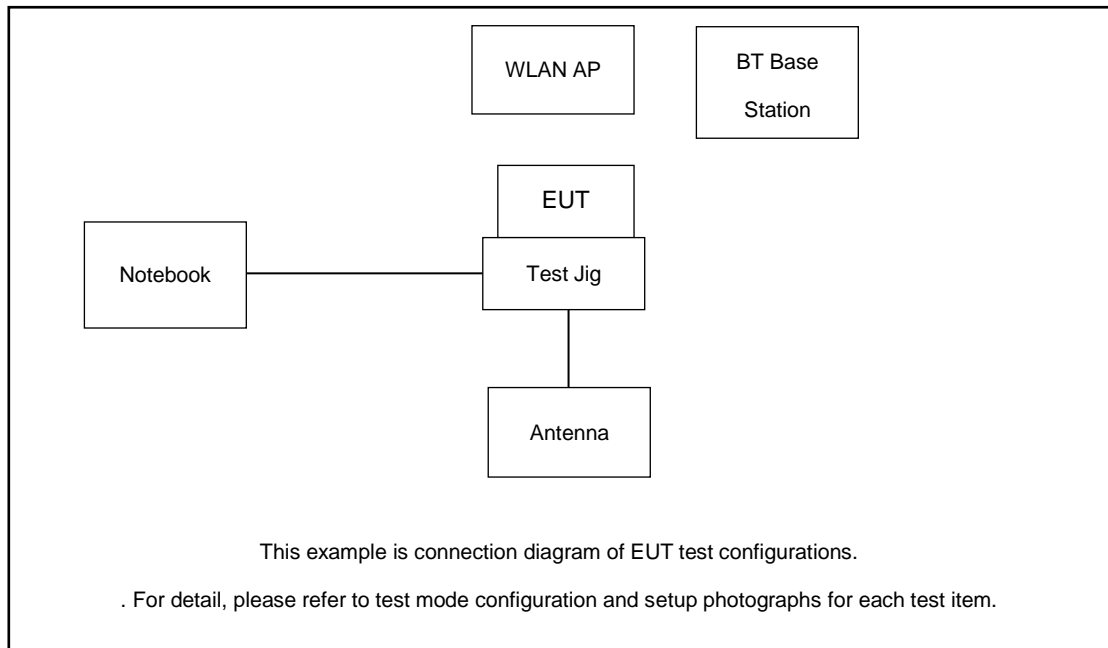 WLAN AP
BT Base
Station
EUT
Notebook
Test Jig
Antenna
This example is connection diagram of EUT test configurations.
. For detail, please refer to test mode configuration and setup photographs for each test item.